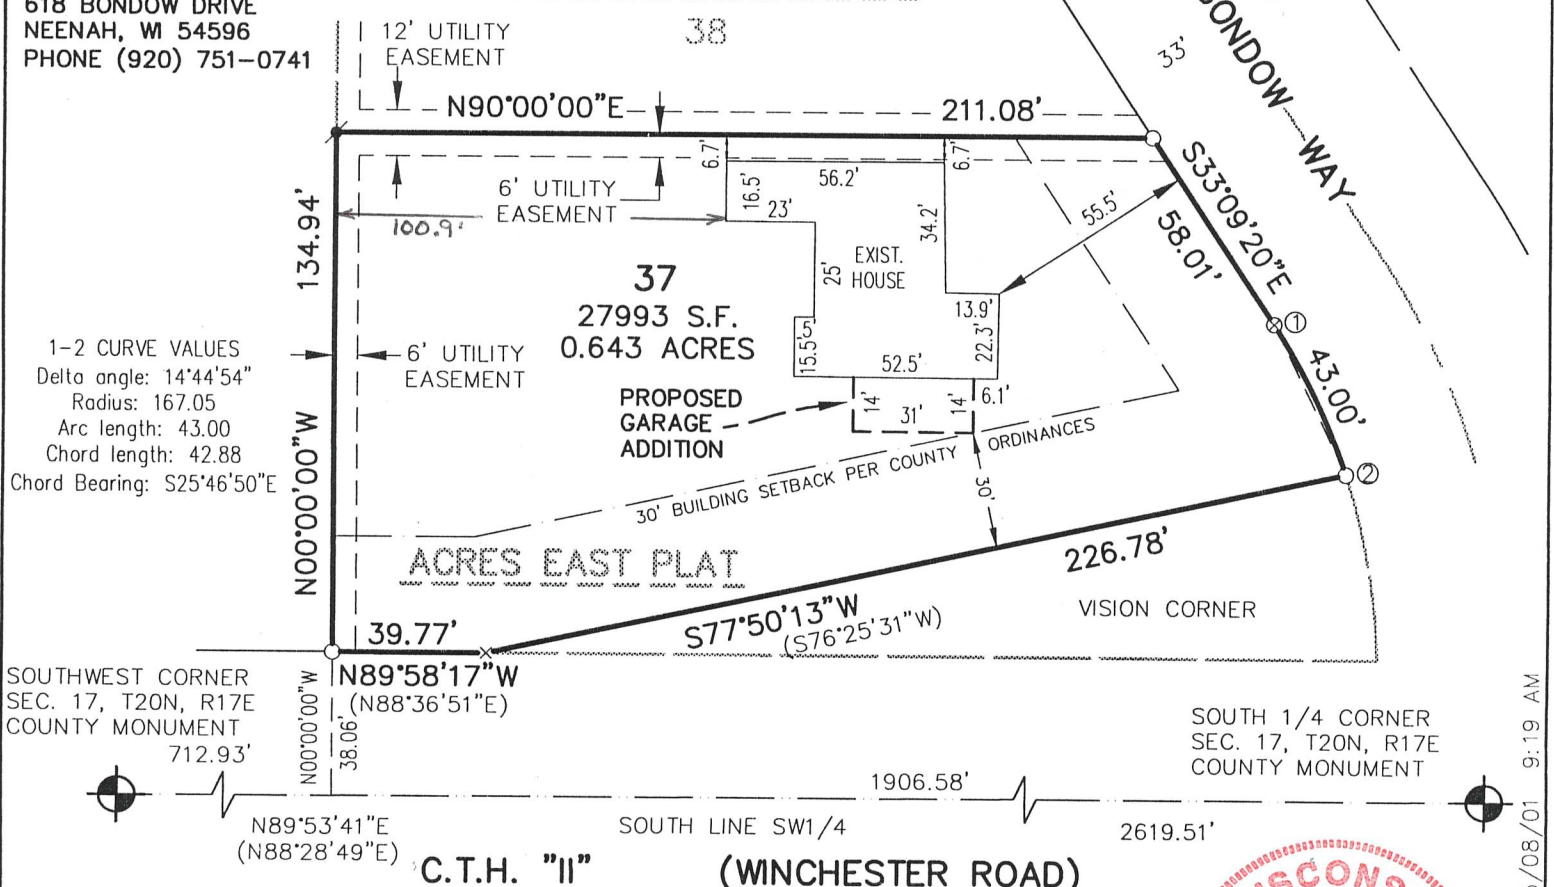 618 BONDOW DRIVE
NEENAH, WI 54596
PHONE (920) 751-0741
12' UTILITY
EASEMENT
38
33'
BONDOW WAY
N90°00'00"E
211.08'
6.7'
6.7'
56.2'
16.5'
23'
34.2'
6' UTILITY
EASEMENT
100.9'
134.94'
N00°00'00"W
55.5'
S33°09'20"E
58.01'
25'
EXIST.
HOUSE
37
27993 S.F.
0.643 ACRES
13.9'
22.3'
5'
15.5'
52.5'
1
43.00'
1-2 CURVE VALUES
Delta angle: 14°44'54"
Radius: 167.05
Arc length: 43.00
Chord length: 42.88
Chord Bearing: S25°46'50"E
6' UTILITY
EASEMENT
PROPOSED
GARAGE
ADDITION
14'
31'
14'
6.1'
30' BUILDING SETBACK PER COUNTY ORDINANCES
30'
2
ACRES EAST PLAT
226.78'
S77°50'13"W
(S76°25'31"W)
VISION CORNER
39.77'
N89°58'17"W
(N88°36'51"E)
SOUTHWEST CORNER
SEC. 17, T20N, R17E
COUNTY MONUMENT
712.93'
N00°00'00"W
38.06'
SOUTH 1/4 CORNER
SEC. 17, T20N, R17E
COUNTY MONUMENT
1906.58'
N89°53'41"E
(N88°28'49"E)
SOUTH LINE SW1/4
2619.51'
C.T.H. "II" (WINCHESTER ROAD)
/08/01 9:19 AM
ISCONS